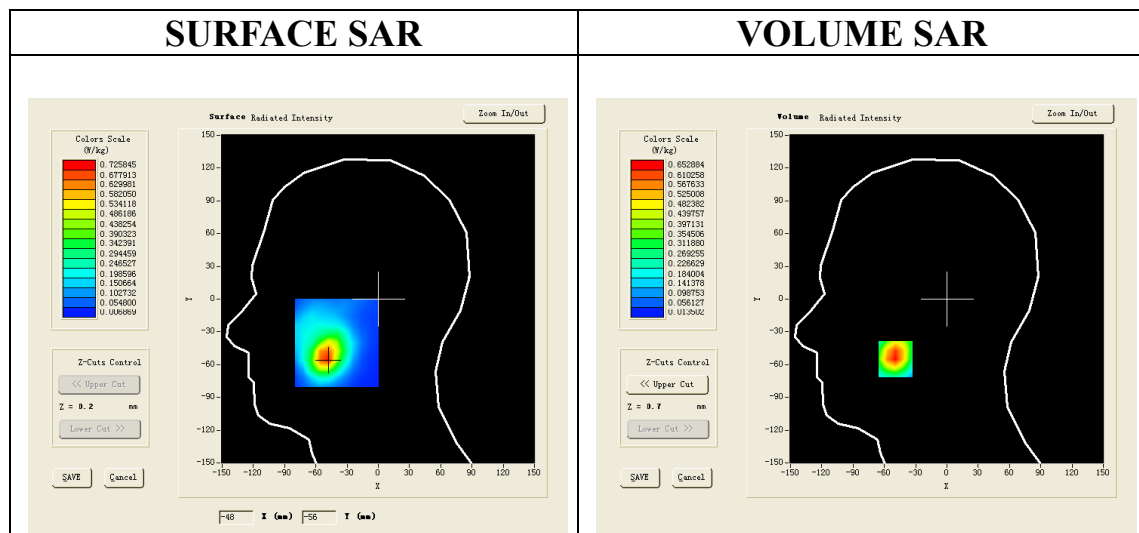 SURFACE SAR
VOLUME SAR
Surface Radiated Intensity
Zoom In/Out
Colors Scale
(W/kg)
0.725845
0.677913
0.629981
0.582050
0.534118
0.486186
0.438254
0.390323
0.342391
0.294459
0.246527
0.198596
0.150664
0.102732
0.054800
0.006869
150
120
90
60
30
0
-30
-60
-90
-120
-150
Y
-150 -120 -90 -60 -30 0 30 60 90 120 150
X
Z-Cuts Control
<< Upper Cut
Z = 0.2 mm
Lower Cut >>
SAVE Cancel
-48 X (mm) -56 Y (mm)
Volume Radiated Intensity
Zoom In/Out
Colors Scale
(W/kg)
0.652884
0.610258
0.567633
0.525008
0.482382
0.439757
0.397131
0.354506
0.311880
0.269255
0.226629
0.184004
0.141378
0.098753
0.056127
0.013502
150
120
90
60
30
0
-30
-60
-90
-120
-150
Y
-150 -120 -90 -60 -30 0 30 60 90 120 150
X
Z-Cuts Control
<< Upper Cut
Z = 0.7 mm
Lower Cut >>
SAVE Cancel